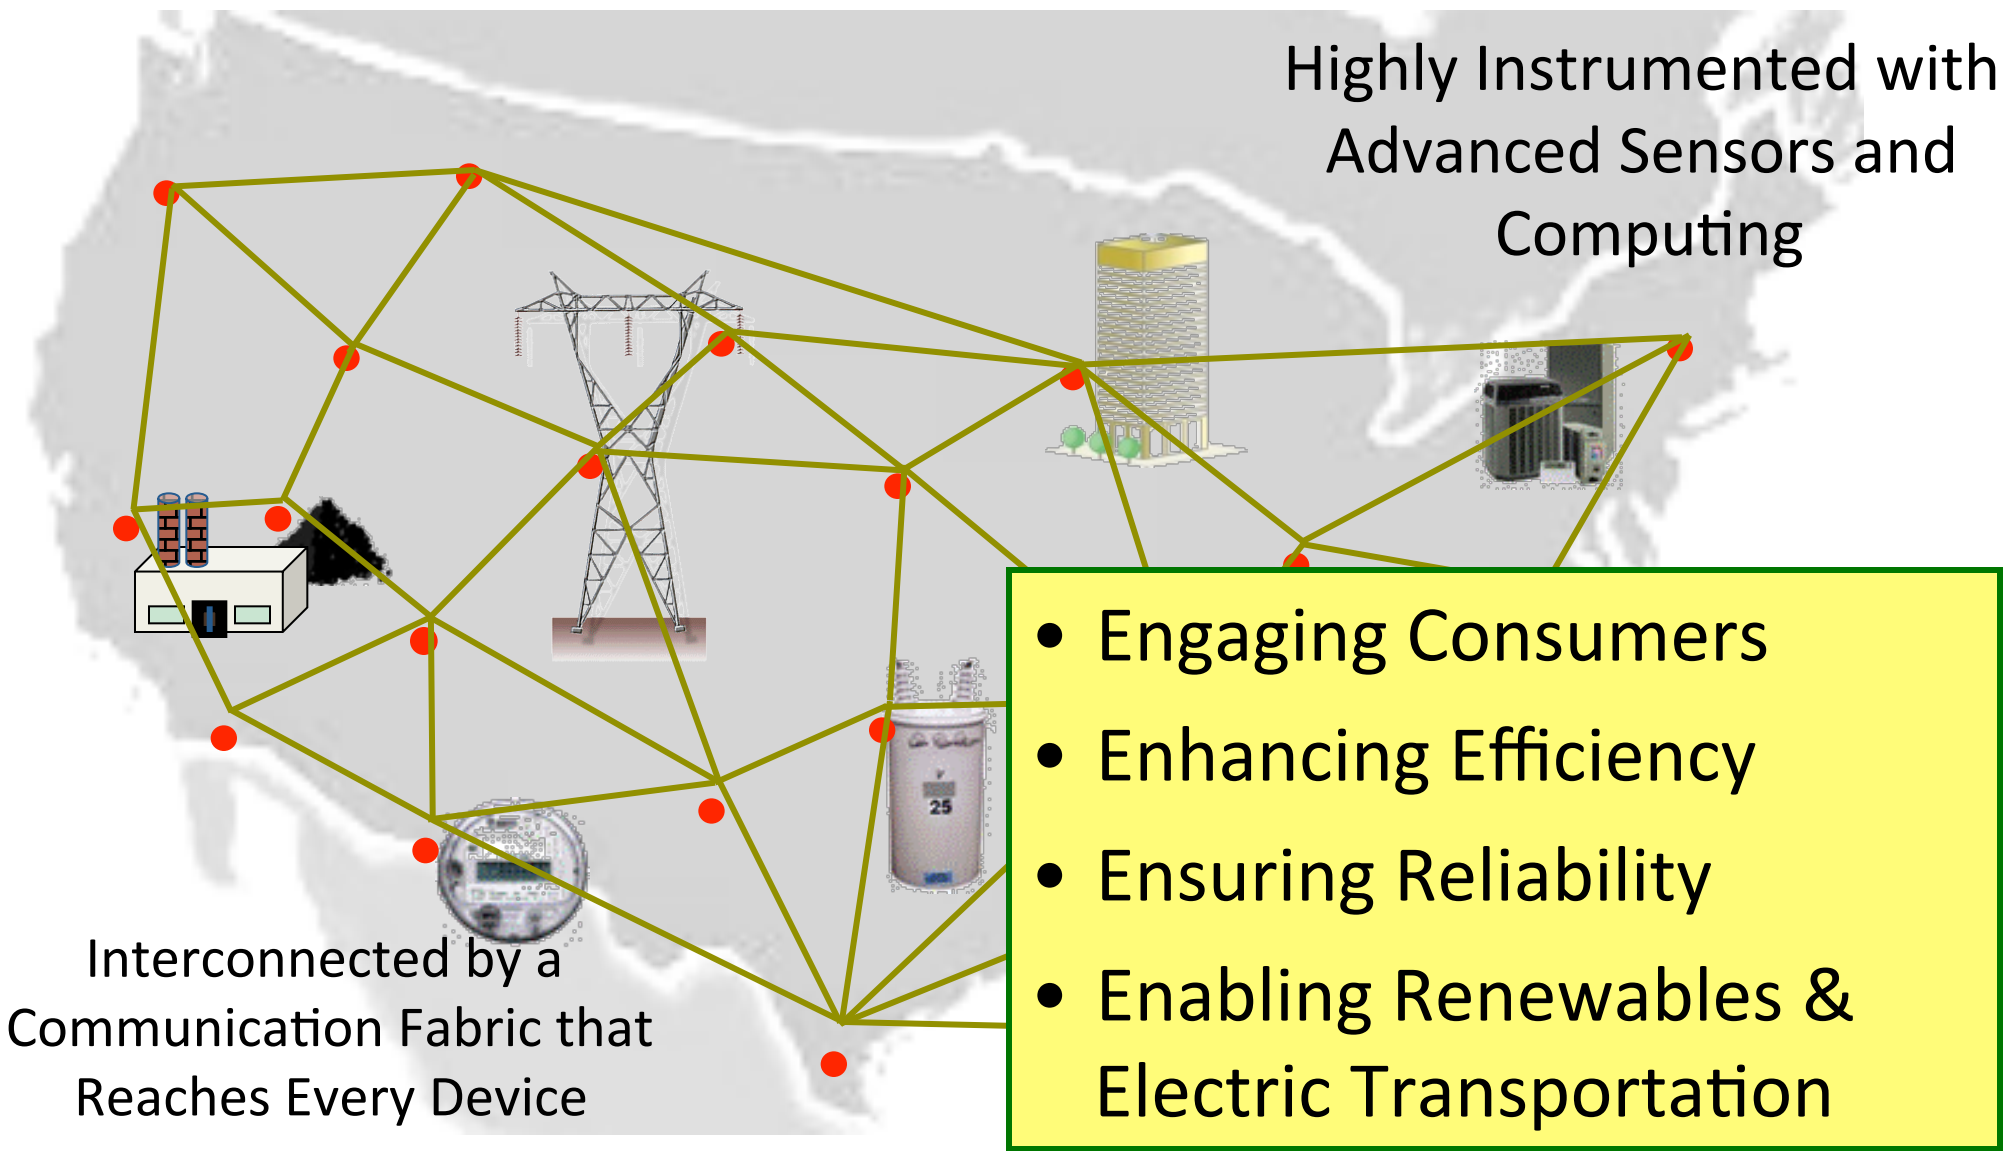 Highly Instrumented with
Advanced Sensors and
Computing
25
Interconnected by a
Communication Fabric that
Reaches Every Device
• Engaging Consumers
• Enhancing Efficiency
• Ensuring Reliability
• Enabling Renewables &
Electric Transportation